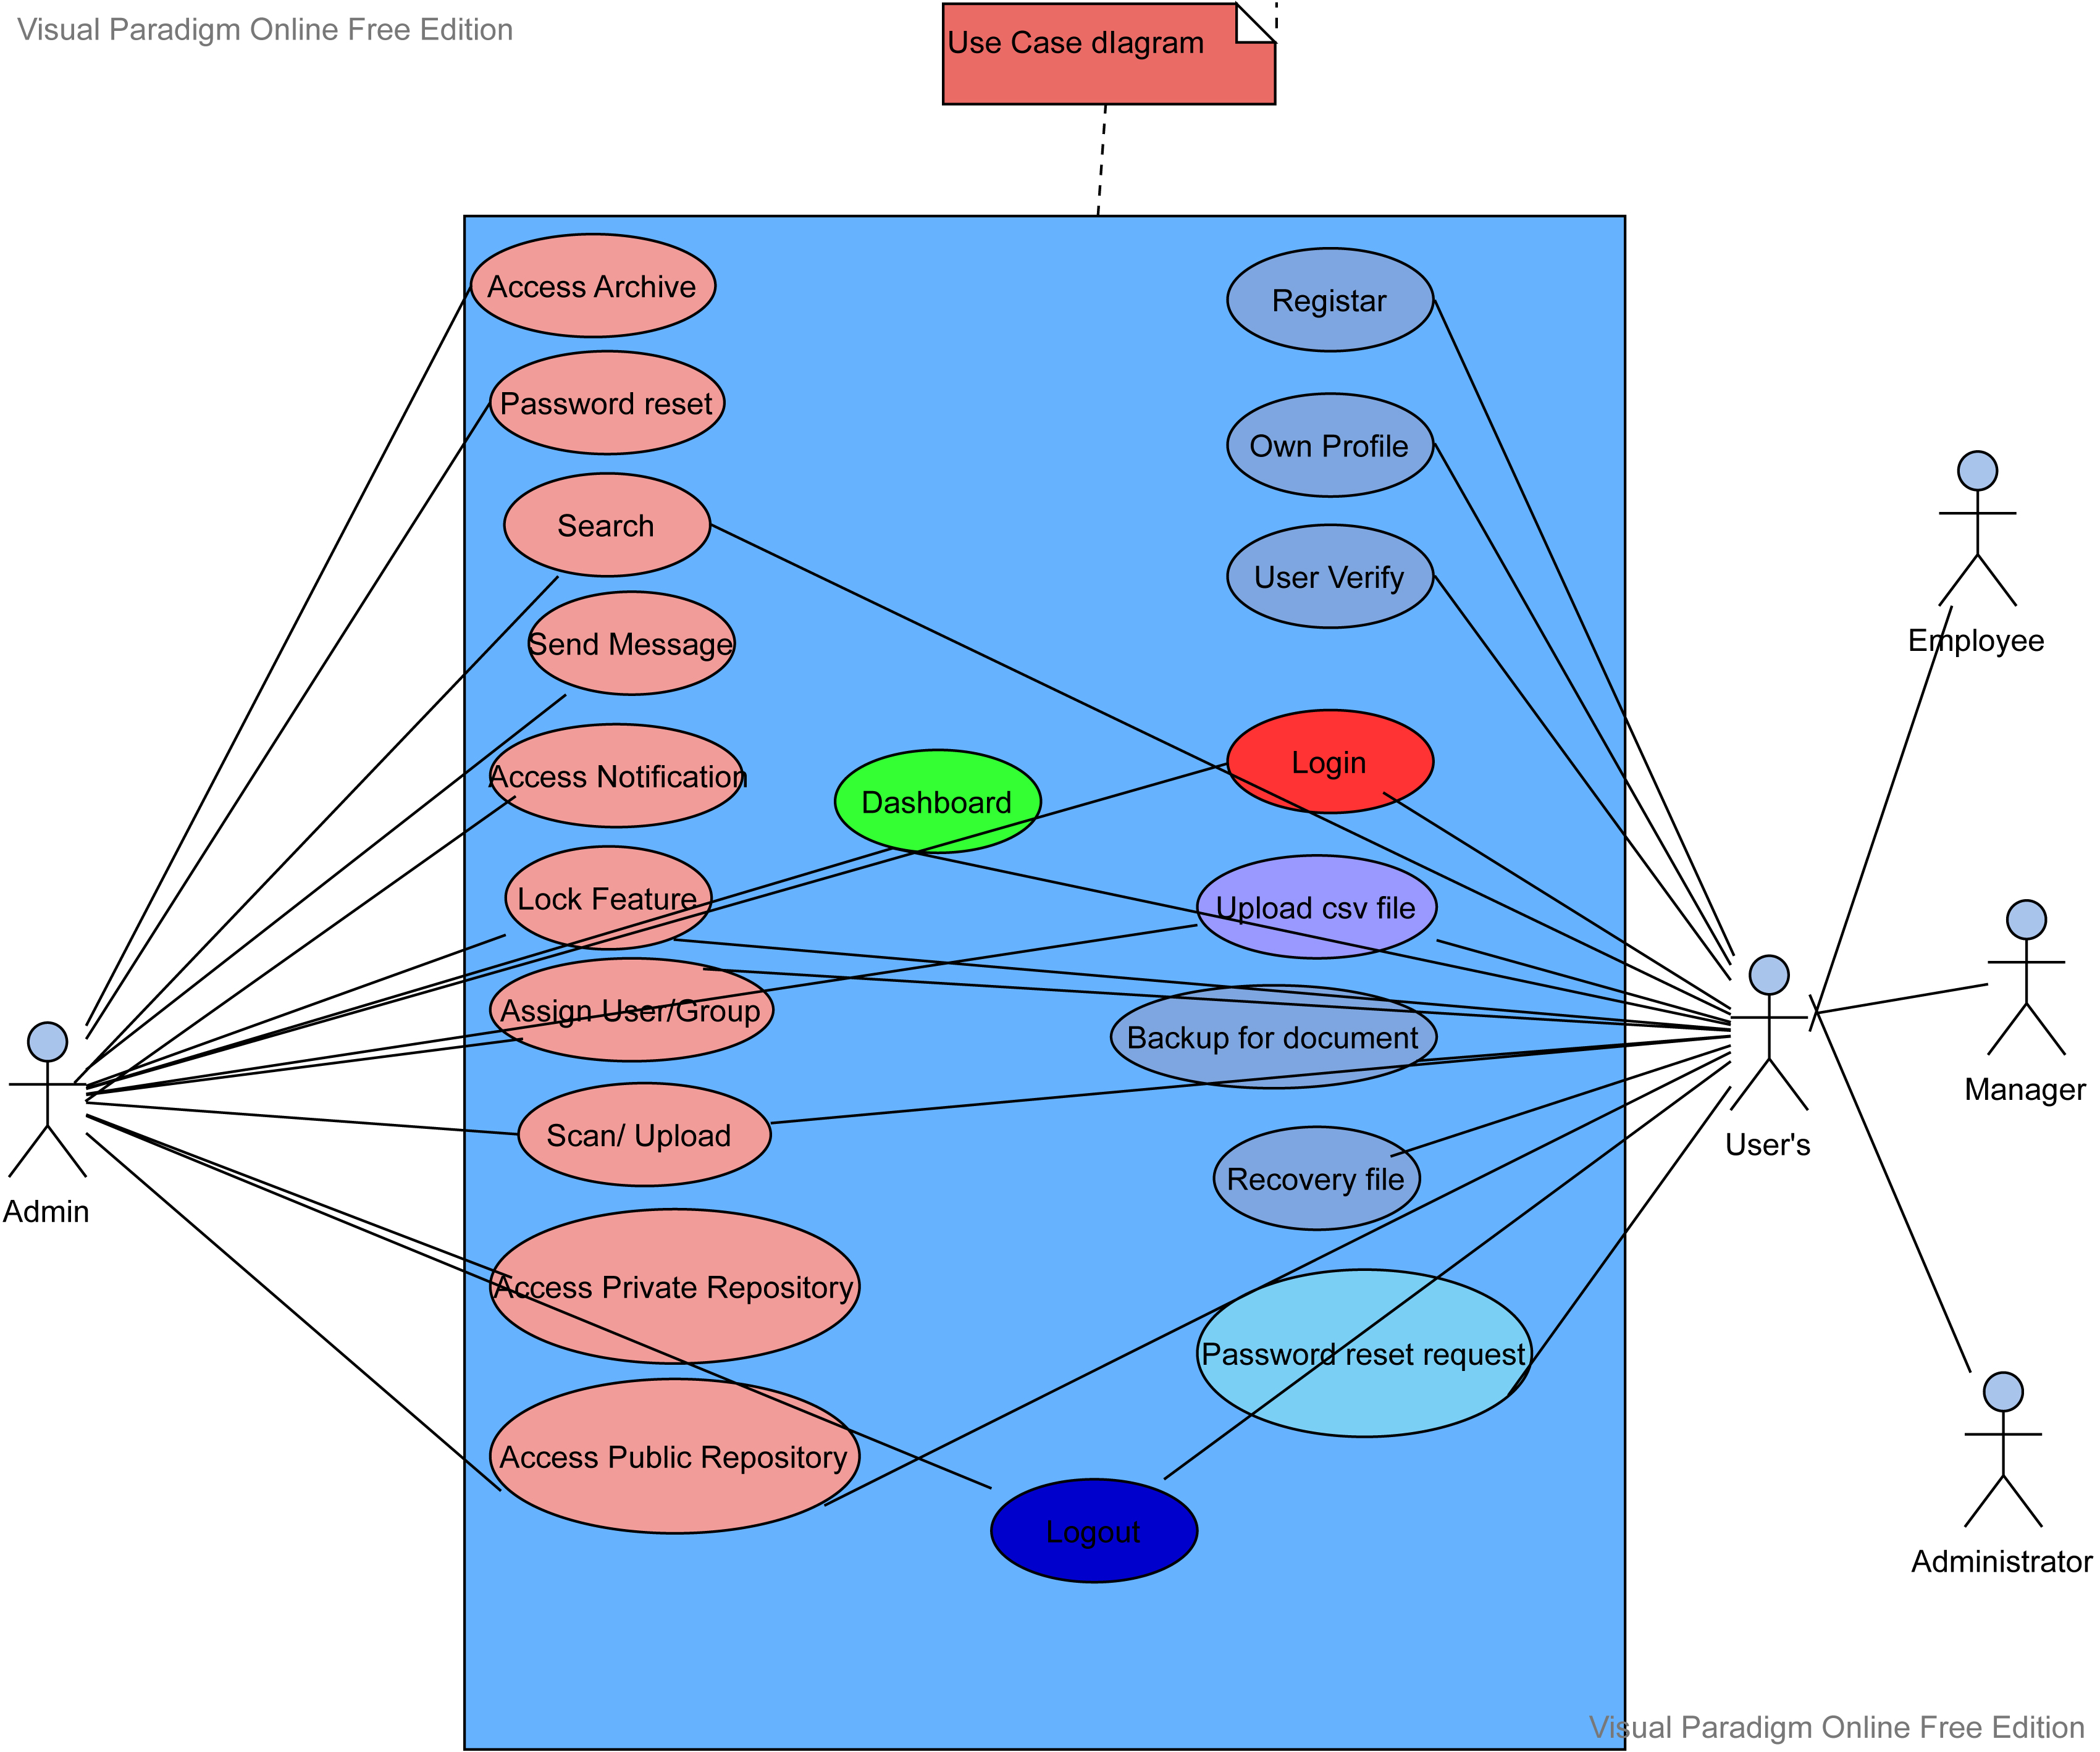 Visual Paradigm Online Free Edition
Use Case dIagram
Access Archive
Registar
Password reset
Own Profile
Search
User Verify
Send Message
Employee
Access Notification
Login
Dashboard
Lock Feature
Upload csv file
Assign User/Group
Backup for document
Manager
Scan/ Upload
User's
Recovery file
Admin
Access Private Repository
Password reset request
Access Public Repository
Logout
Administrator
Visual Paradigm Online Free Edition